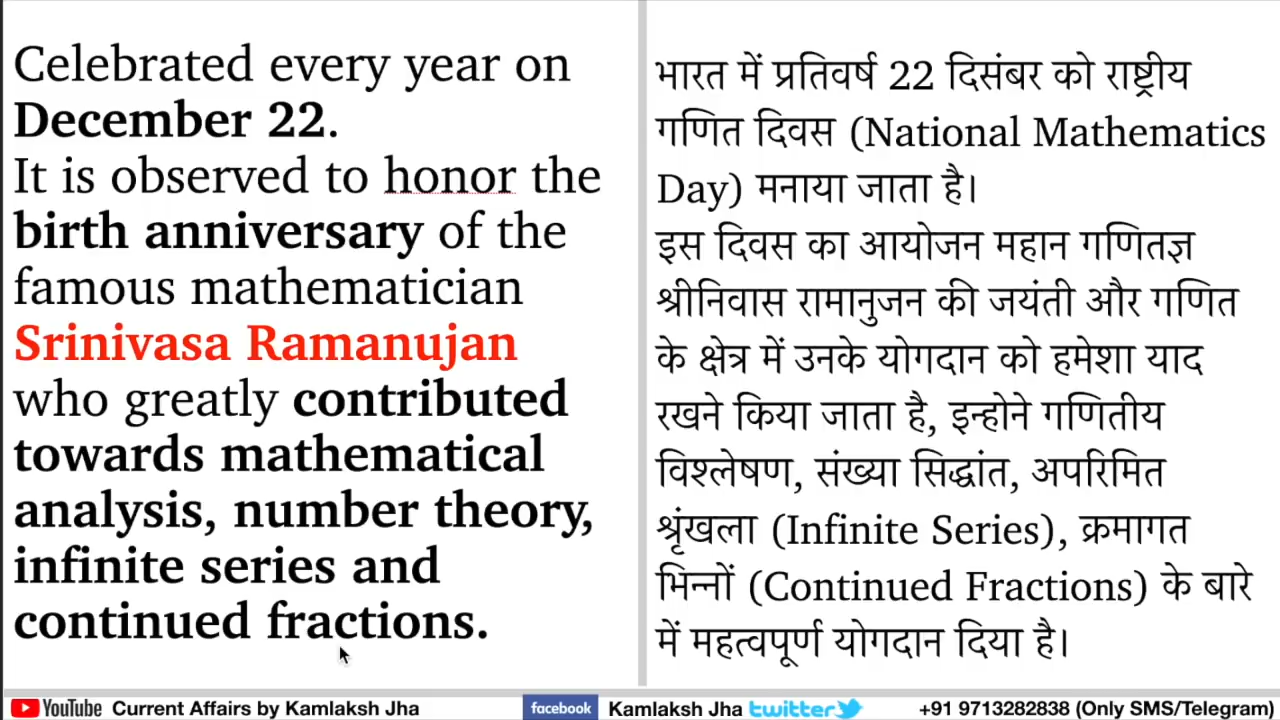 Celebrated every year on
December 22.
It is observed to honor the
birth anniversary of the
famous mathematician
Srinivasa Ramanujan
who greatly contributed
towards mathematical
analysis, number theory,
infinite series and
continued fractions.
भारत में प्रतिवर्ष 22 दिसंबर को राष्ट्रीय
गणित दिवस (National Mathematics
Day) मनाया जाता है।
इस दिवस का आयोजन महान गणितज्ञ
श्रीनिवास रामानुजन की जयंती और गणित
के क्षेत्र में उनके योगदान को हमेशा याद
रखने किया जाता है, इन्होने गणितीय
विश्लेषण, संख्या सिद्धांत, अपरिमित
श्रृंखला (Infinite Series), क्रमागत
भिन्नों (Continued Fractions) के बारे
में महत्वपूर्ण योगदान दिया है।
YouTube Current Affairs by Kamlaksh Jha facebook Kamlaksh Jha twitter +91 9713282838 (Only SMS/Telegram)